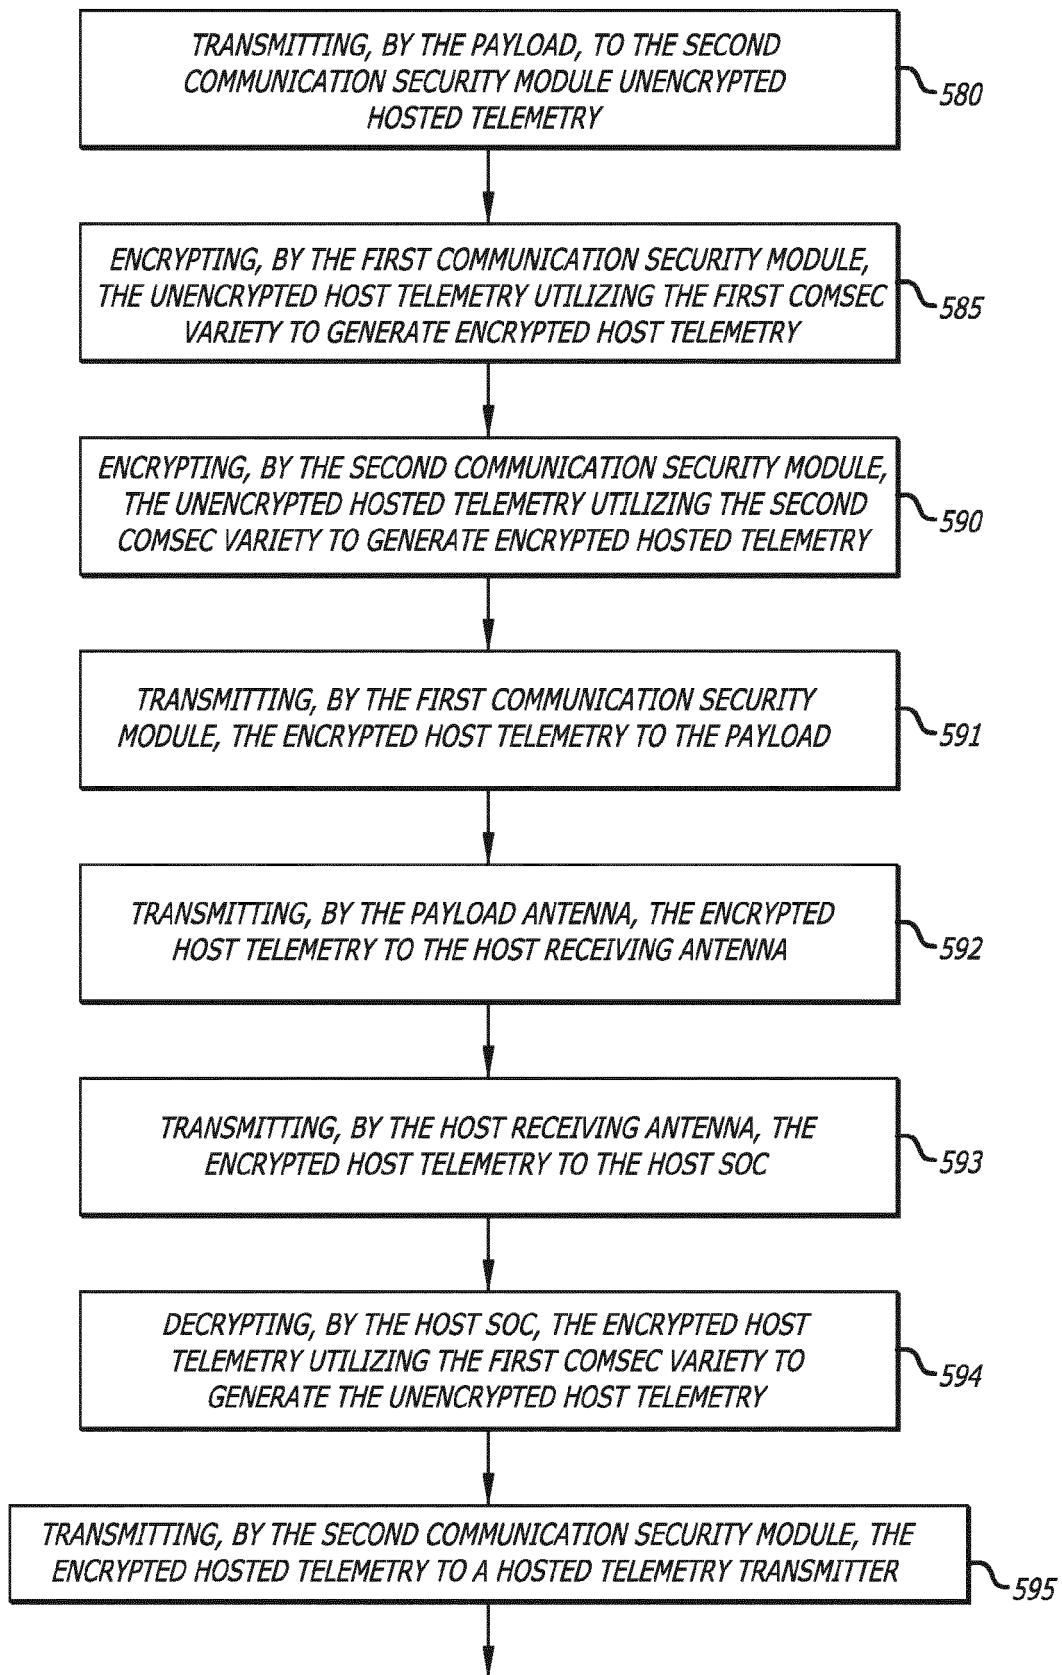 TRANSMITTING, BY THE PAYLOAD, TO THE SECOND
COMMUNICATION SECURITY MODULE UNENCRYPTED
HOSTED TELEMETRY
580
ENCRYPTING, BY THE FIRST COMMUNICATION SECURITY MODULE,
THE UNENCRYPTED HOST TELEMETRY UTILIZING THE FIRST COMSEC
VARIETY TO GENERATE ENCRYPTED HOST TELEMETRY
585
ENCRYPTING, BY THE SECOND COMMUNICATION SECURITY MODULE,
THE UNENCRYPTED HOSTED TELEMETRY UTILIZING THE SECOND
COMSEC VARIETY TO GENERATE ENCRYPTED HOSTED TELEMETRY
590
TRANSMITTING, BY THE FIRST COMMUNICATION SECURITY
MODULE, THE ENCRYPTED HOST TELEMETRY TO THE PAYLOAD
591
TRANSMITTING, BY THE PAYLOAD ANTENNA, THE ENCRYPTED
HOST TELEMETRY TO THE HOST RECEIVING ANTENNA
592
TRANSMITTING, BY THE HOST RECEIVING ANTENNA, THE
ENCRYPTED HOST TELEMETRY TO THE HOST SOC
593
DECRYPTING, BY THE HOST SOC, THE ENCRYPTED HOST
TELEMETRY UTILIZING THE FIRST COMSEC VARIETY TO
GENERATE THE UNENCRYPTED HOST TELEMETRY
594
TRANSMITTING, BY THE SECOND COMMUNICATION SECURITY MODULE, THE
ENCRYPTED HOSTED TELEMETRY TO A HOSTED TELEMETRY TRANSMITTER
595